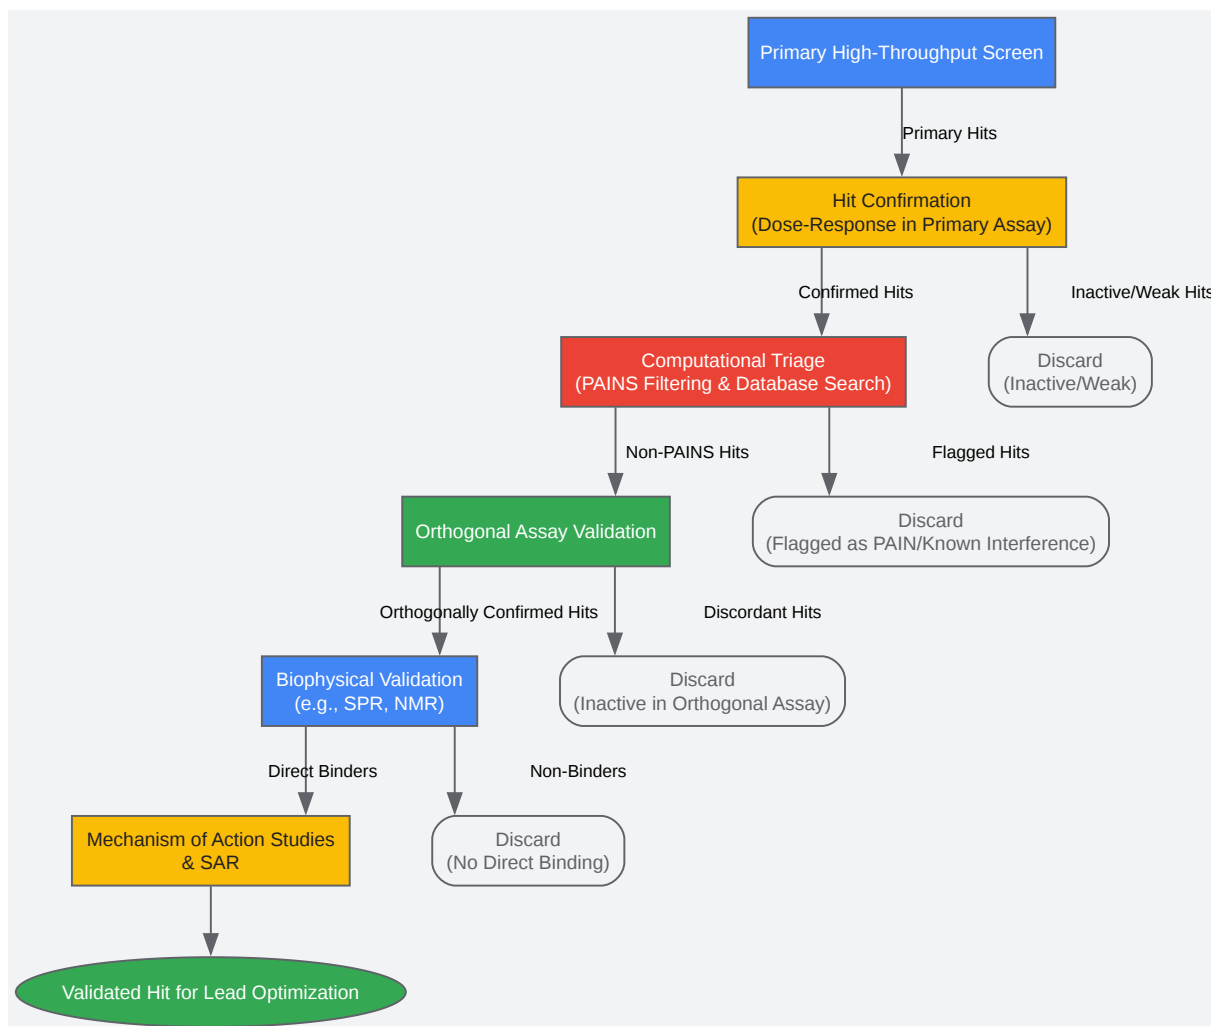 Primary High-Throughput Screen
Primary Hits
Hit Confirmation
(Dose-Response in Primary Assay)
Confirmed Hits
Inactive/Weak Hits
Computational Triage
(PAINS Filtering & Database Search)
Discard
(Inactive/Weak)
Non-PAINS Hits
Flagged Hits
Orthogonal Assay Validation
Discard
(Flagged as PAIN/Known Interference)
Orthogonally Confirmed Hits
Discordant Hits
Biophysical Validation
(e.g., SPR, NMR)
Discard
(Inactive in Orthogonal Assay)
Direct Binders
Non-Binders
Mechanism of Action Studies
& SAR
Discard
(No Direct Binding)
Validated Hit for Lead Optimization